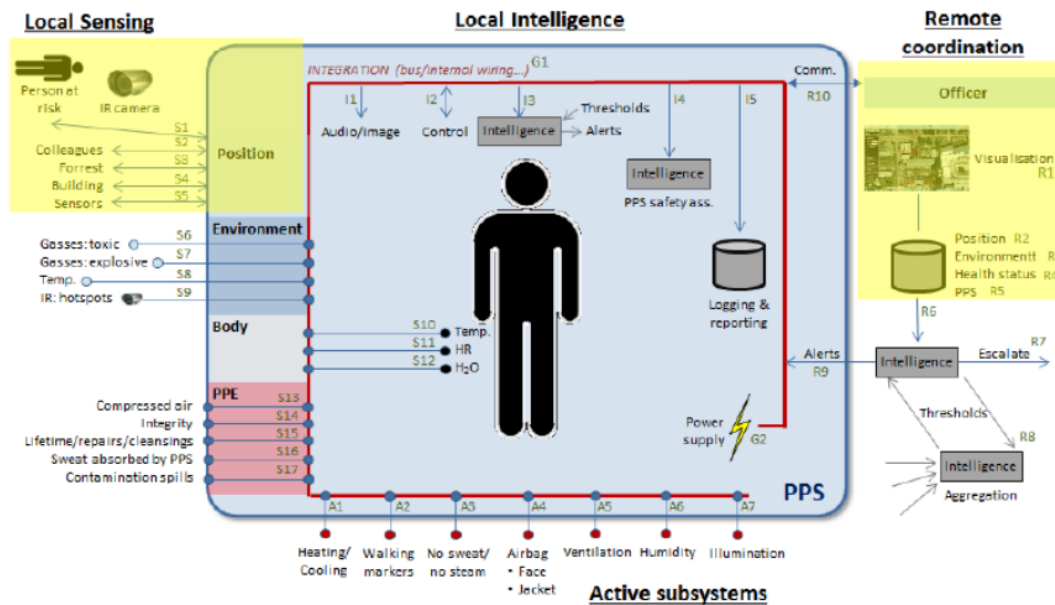 Local Sensing
Local Intelligence
Remote
coordination
Person at
risk
IR camera
S1
S2
Colleagues
S3
Forrest
S4
Building
S5
Sensors
Position
INTEGRATION (bus/internal wiring...) G1
I1
Audio/image
I2
Control
I3
Intelligence
Thresholds
Alerts
I4
Intelligence
PPS safety ass.
I5
Logging &
reporting
Comm.
R10
Officer
Visualisation
R1
Position R2
Environmentt R
Health status R4
PPS R5
R6
Environment
S6
Gasses: toxic
S7
Gasses: explosive
S8
Temp.
S9
IR: hotspots
Body
S10
Temp.
S11
HR
S12
H₂O
Alerts
R9
Intelligence
Escalate
R7
Thresholds
R8
Intelligence
Aggregation
PPE
S13
Compressed air
S14
Integrity
S15
Lifetime/repairs/cleansings
S16
Sweat absorbed by PPS
S17
Contamination spills
Power
supply
G2
PPS
A1
A2
A3
A4
A5
A6
A7
Heating/
Cooling
Walking
markers
No sweat/
no steam
Airbag
• Face
• Jacket
Ventilation
Humidity
Illumination
Active subsystems